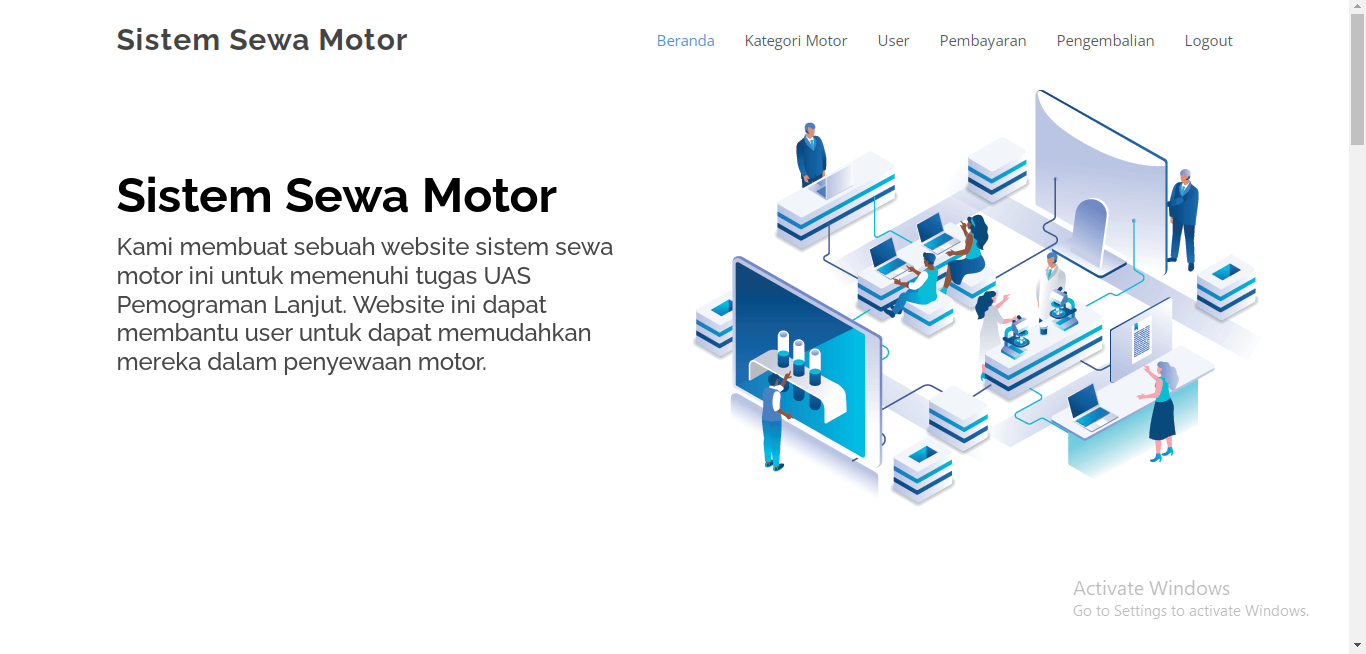 Sistem Sewa Motor
Beranda Kategori Motor User Pembayaran Pengembalian Logout
Sistem Sewa Motor
Kami membuat sebuah website sistem sewa
motor ini untuk memenuhi tugas UAS
Pemograman Lanjut. Website ini dapat
membantu user untuk dapat memudahkan
mereka dalam penyewaan motor.
Activate Windows
Go to Settings to activate Windows.